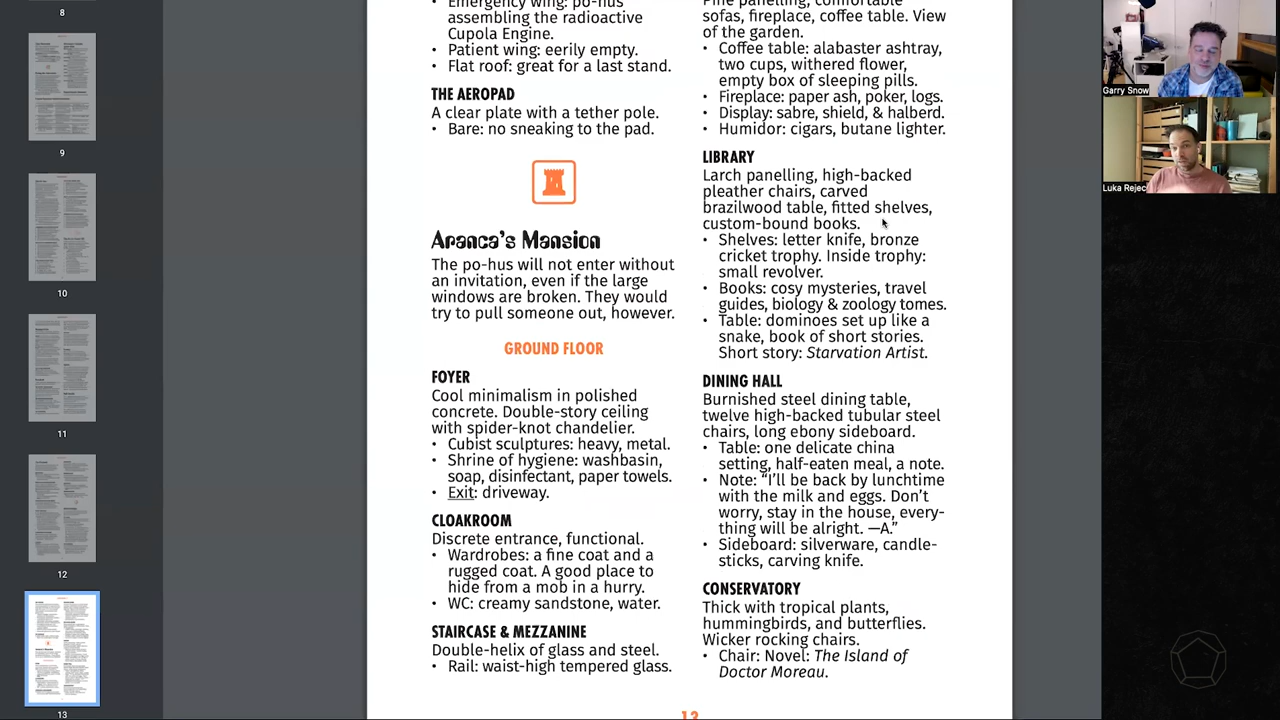 8
9
10
11
12
13
Emergency wing: po-hus
assembling the radioactive
Cupola Engine.
• Patient wing: eerily empty.
• Flat roof: great for a last stand.
THE AEROPAD
A clear plate with a tether pole.
• Bare: no sneaking to the pad.
Aranca's Mansion
The po-hus will not enter without
an invitation, even if the large
windows are broken. They would
try to pull someone out, however.
GROUND FLOOR
FOYER
Cool minimalism in polished
concrete. Double-story ceiling
with spider-knot chandelier.
• Cubist sculptures: heavy, metal.
• Shrine of hygiene: washbasin,
soap, disinfectant, paper towels.
• Exit: driveway.
CLOAKROOM
Discrete entrance, functional.
• Wardrobes: a fine coat and a
rugged coat. A good place to
hide from a mob in a hurry.
• WC: creamy sandstone, water.
STAIRCASE MEZZANINE
Double-helix of glass and steel.
• Rail: waist-high tempered glass.
Pine panelling, comfortable
sofas, fireplace, coffee table. View
of the garden.
• Coffee table: alabaster ashtray,
two cups, withered flower,
empty box of sleeping pills.
• Fireplace: paper ash, poker, logs.
• Display: sabre, shield, & halberd.
• Humidor: cigars, butane lighter.
LIBRARY
Larch panelling, high-backed
pleather chairs, carved
brazilwood table, fitted shelves,
custom-bound books.
• Shelves: letter knife, bronze
cricket trophy. Inside trophy:
small revolver.
• Books: cosy mysteries, travel
guides, biology & zoology tomes.
• Table: dominoes set up like a
snake, book of short stories.
Short story: Starvation Artist.
DINING HALL
Burnished steel dining table,
twelve high-backed tubular steel
chairs, long ebony sideboard.
• Table: one delicate china
setting, half-eaten meal, a note.
• Note: “I’ll be back by lunchtime
with the milk and eggs. Don’t
worry, stay in the house, every-
thing will be alright. —A.”
• Sideboard: silverware, candle-
sticks, carving knife.
CONSERVATORY
Thick with tropical plants,
hummingbirds, and butterflies.
Wicker rocking chairs.
• Chair: Novel: The Island of
Doctor Moreau.
13
Garry Snow
Luka Rejec